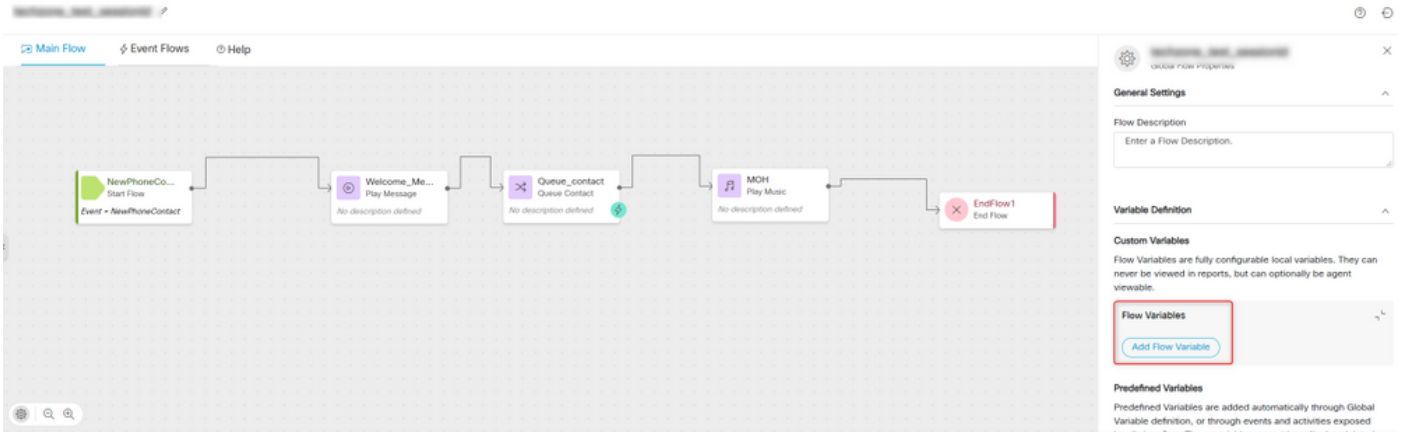 Main Flow
Event Flows
Help
Global Flow Properties
General Settings
Flow Description
Enter a Flow Description.
NewPhoneCo...
Start Flow
Event = NewPhoneContact
Welcome_Me...
Play Message
No description defined
Queue_contact
Queue Contact
No description defined
MOH
Play Music
No description defined
EndFlow1
End Flow
Variable Definition
Custom Variables
Flow Variables are fully configurable local variables. They can
never be viewed in reports, but can optionally be agent
viewable.
Flow Variables
Add Flow Variable
Predefined Variables
Predefined Variables are added automatically through Global
Variable definition, or through events and activities exposed